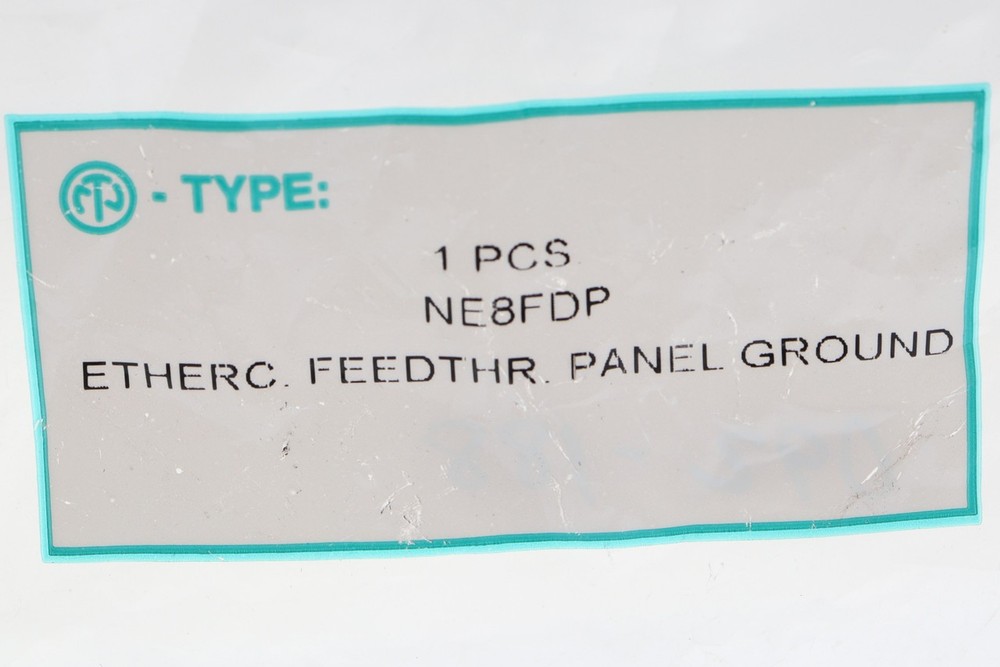 - TYPE:
1 PCS
NE8FDP
ETHERC. FEEDTHR. PANEL GROUND